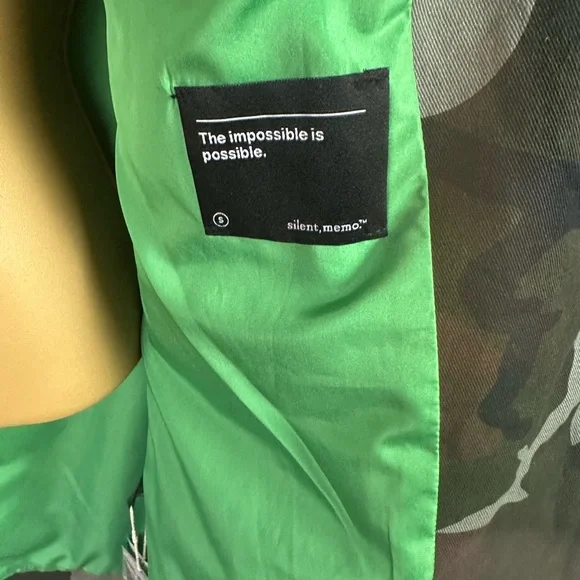 The impossible is
possible.
S
silent,memo.™